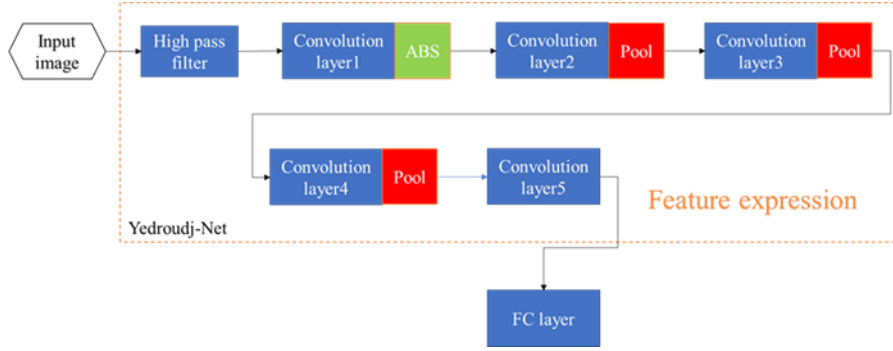 Input
image
High pass
filter
Convolution
layer1
ABS
Convolution
layer2
Pool
Convolution
layer3
Pool
Convolution
layer4
Pool
Convolution
layer5
Feature expression
Yedroudj-Net
FC layer